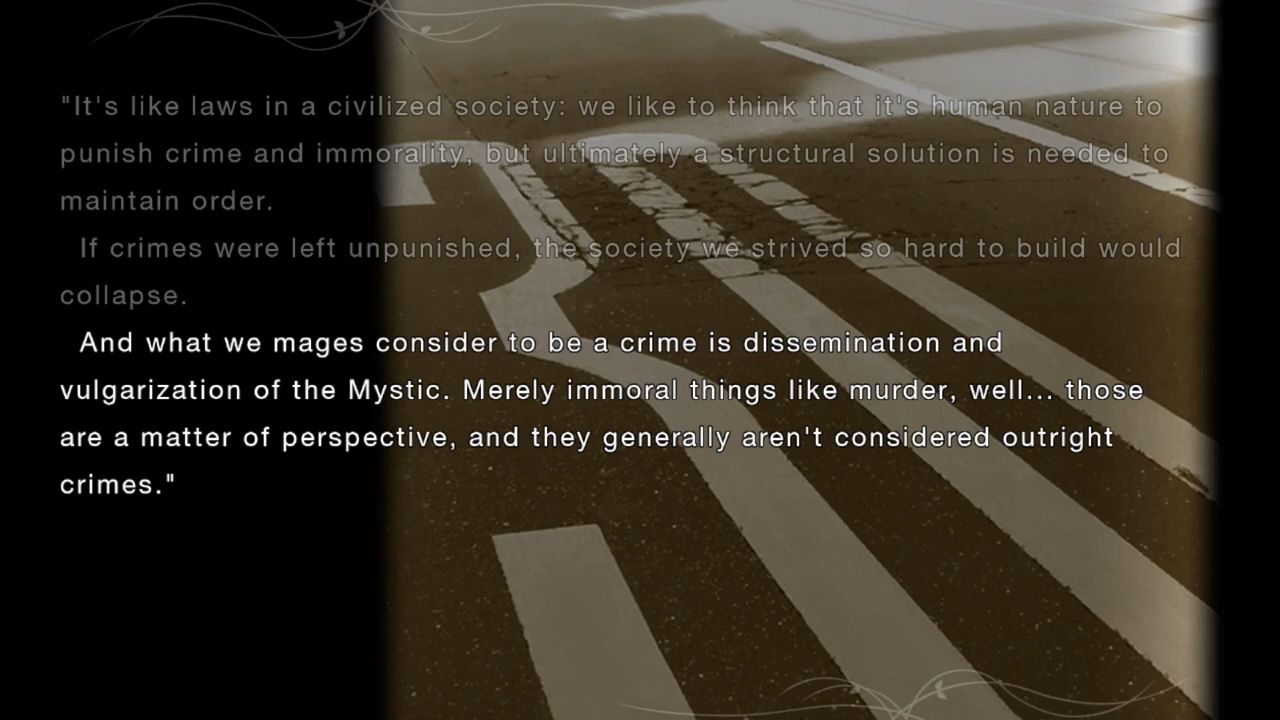 "It's like laws in a civilized society: we like to think that it's human nature to
punish crime and immorality, but ultimately a structural solution is needed to
maintain order.
If crimes were left unpunished, the society we strived so hard to build would
collapse.
And what we mages consider to be a crime is dissemination and
vulgarization of the Mystic. Merely immoral things like murder, well... those
are a matter of perspective, and they generally aren't considered outright
crimes."